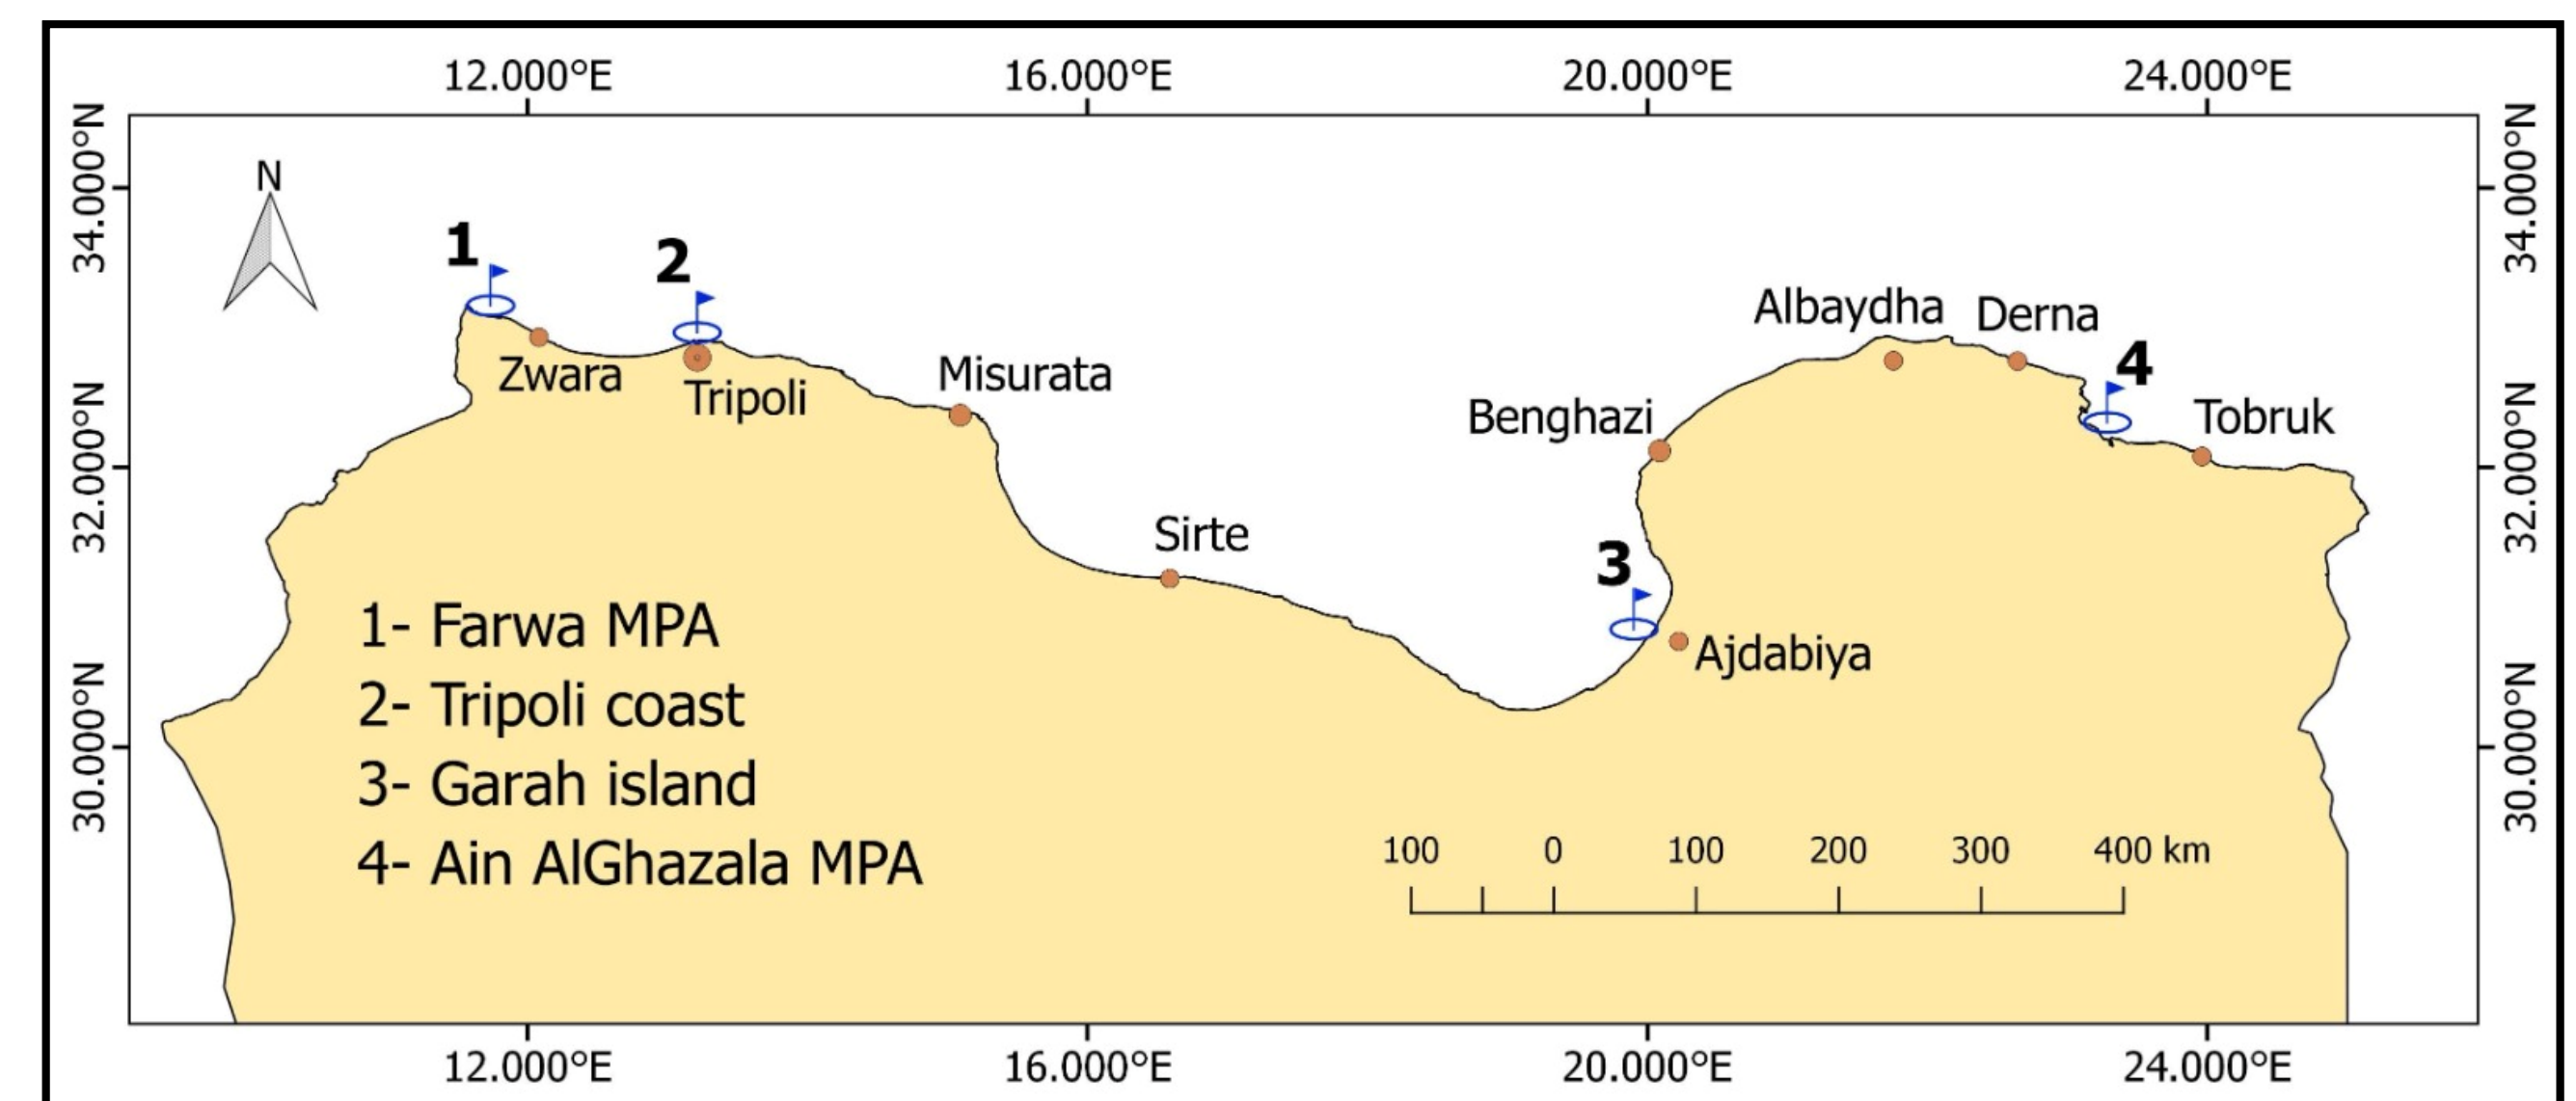 12.000°E 16.000°E 20.000°E 24.000°E
34.000°N
34.000°N
N
1
2
Albaydha
Derna
4
Zwara
Tripoli
Misurata
Benghazi
Tobruk
32.000°N
32.000°N
Sirte
3
Ajdabiya
1- Farwa MPA
2- Tripoli coast
3- Garah island
4- Ain AlGhazala MPA
30.000°N
30.000°N
100 0 100 200 300 400 km
12.000°E 16.000°E 20.000°E 24.000°E